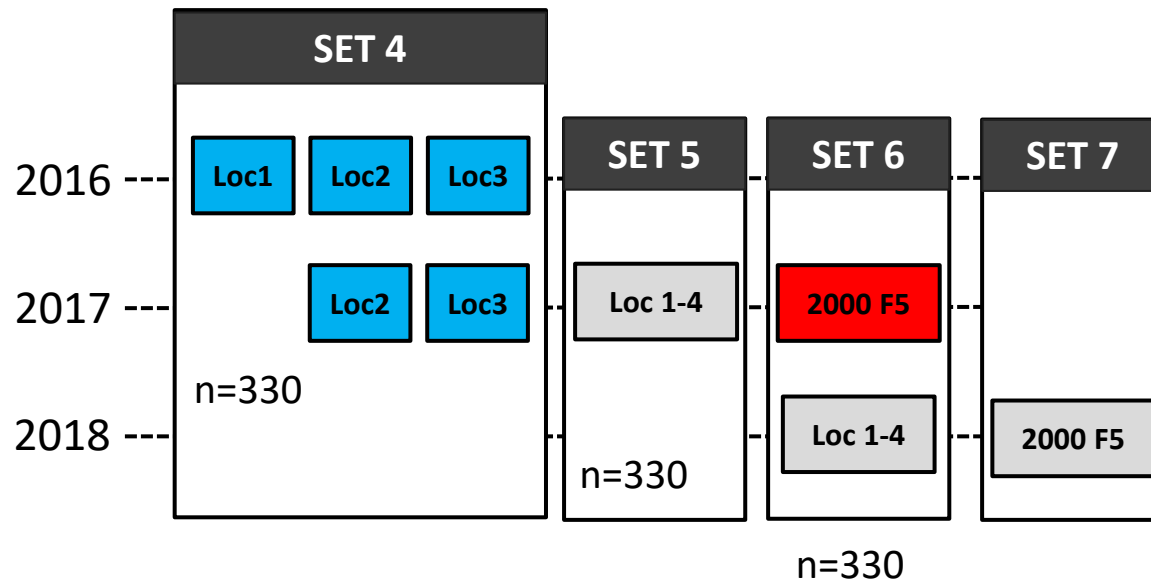 SET 4
SET 5
SET 6
SET 7
2016
Loc1
Loc2
Loc3
2017
Loc2
Loc3
Loc 1-4
2000 F5
n=330
2018
Loc 1-4
2000 F5
n=330
n=330